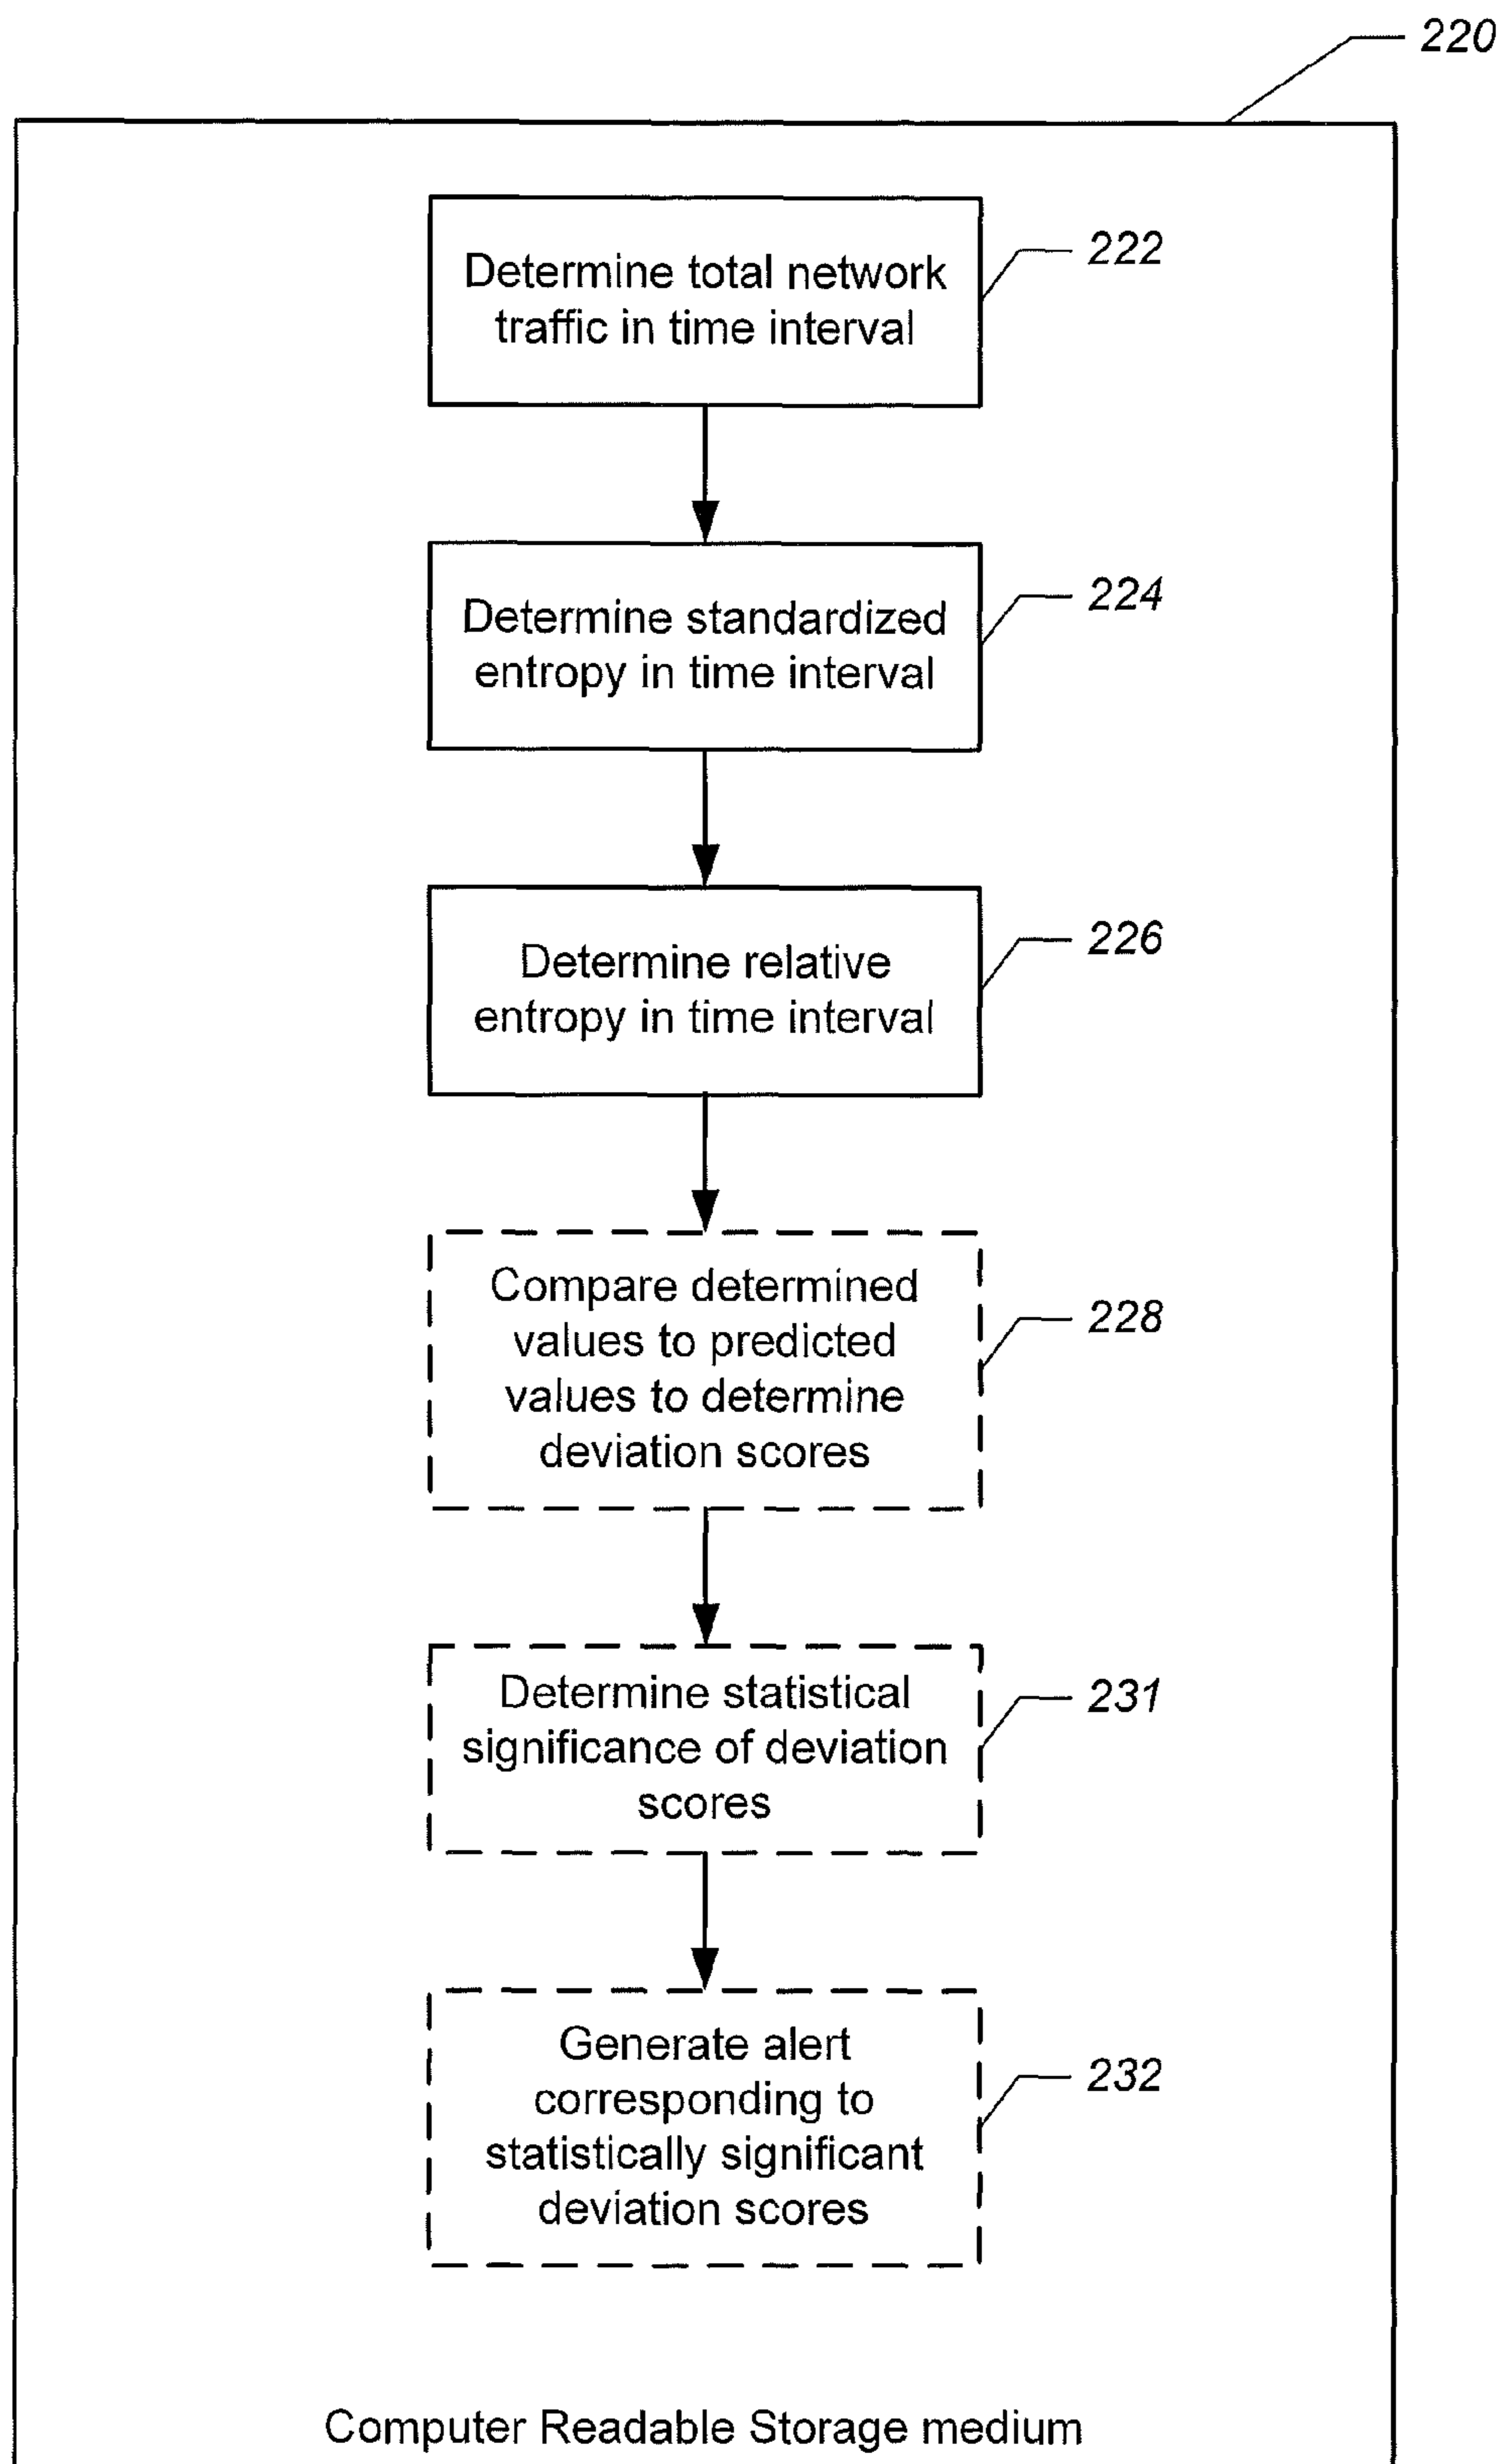 220
Determine total network
traffic in time interval
222
Determine standardized
entropy in time interval
224
Determine relative
entropy in time interval
226
Compare determined
values to predicted
values to determine
deviation scores
228
Determine statistical
significance of deviation
scores
231
Generate alert
corresponding to
statistically significant
deviation scores
232
Computer Readable Storage medium